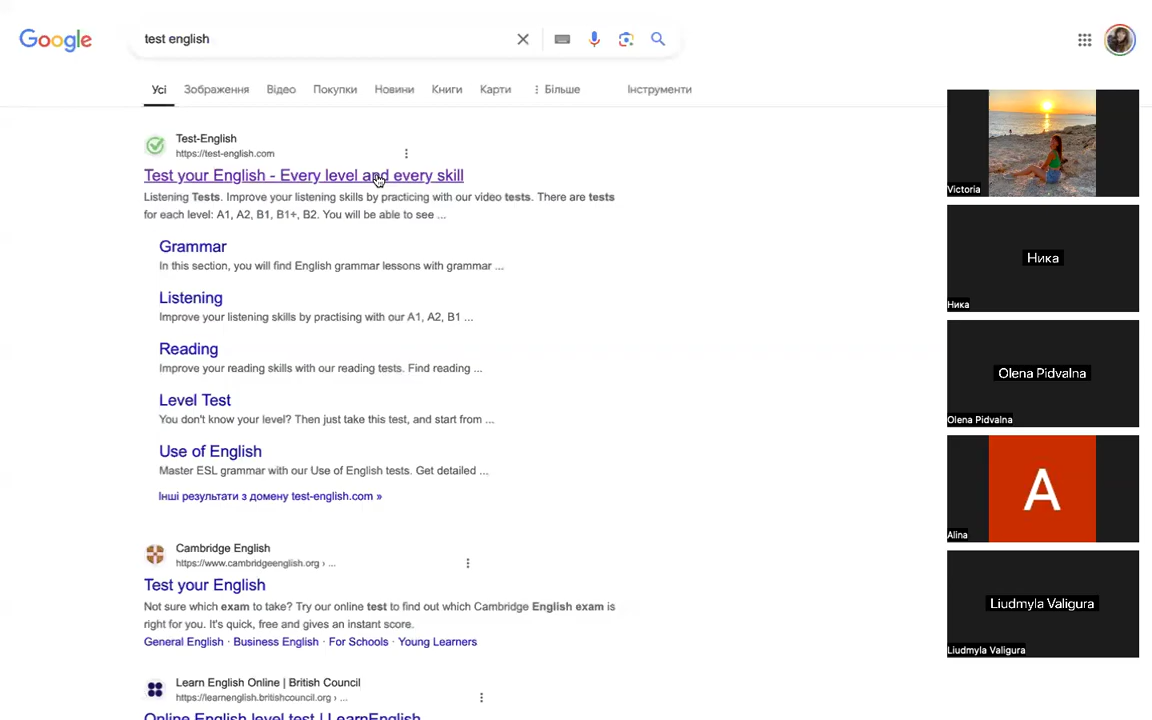 Google
test english
Усі
Зображення
Відео
Покупки
Новини
Книги
Карти
Більше
Інструменти
Test-English
https://test-english.com
Test your English - Every level and every skill
Listening Tests. Improve your listening skills by practicing with our video tests. There are tests
for each level: A1, A2, B1, B1+, B2. You will be able to see ...
Grammar
In this section, you will find English grammar lessons with grammar ...
Listening
Improve your listening skills by practising with our A1, A2, B1 ...
Reading
Improve your reading skills with our reading tests. Find reading ...
Level Test
You don't know your level? Then just take this test, and start from ...
Use of English
Master ESL grammar with our Use of English tests. Get detailed ...
Інші результати з домену test-english.com »
Cambridge English
https://www.cambridgeenglish.org › ...
Test your English
Not sure which exam to take? Try our online test to find out which Cambridge English exam is
right for you. It's quick, free and gives an instant score.
General English · Business English · For Schools · Young Learners
Learn English Online | British Council
https://learnenglish.britishcouncil.org › ...
Online English level test | LearnEnglish
Victoria
Ника
Ника
Olena Pidvalna
Olena Pidvalna
A
Alina
Liudmyla Valigura
Liudmyla Valigura